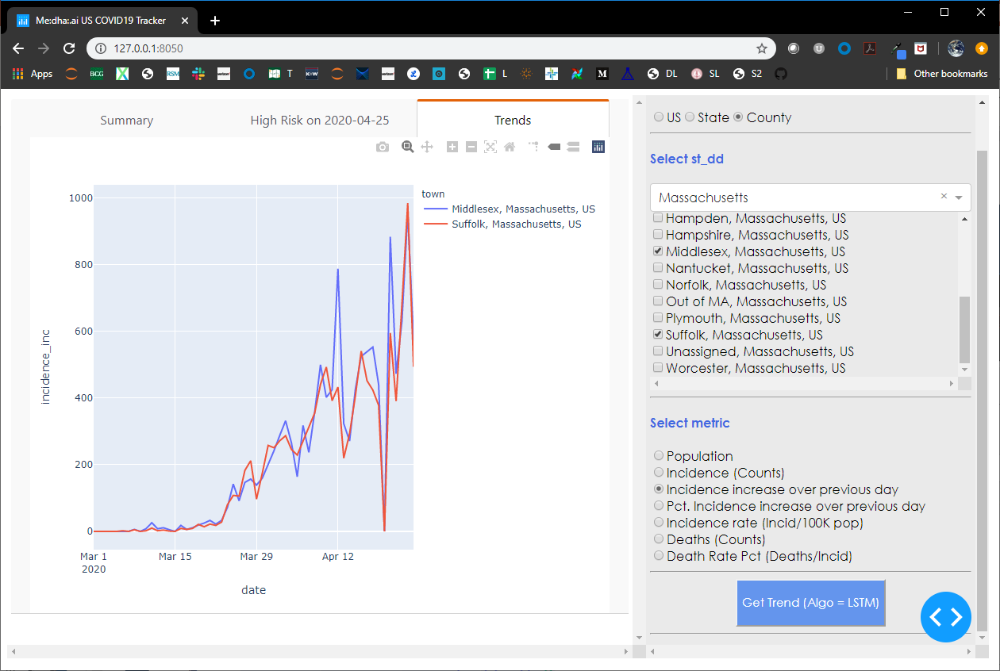 Me:dha:.ai US COVID19 Tracker
127.0.0.1:8050
Apps BCG RSM verizon T K≡W verizon L M DL SL S2 Other bookmarks
Summary High Risk on 2020-04-25 Trends
1000
800
600
400
200
0
incidence_inc
Mar 1 Mar 15 Mar 29 Apr 12
2020
date
town
Middlesex, Massachusetts, US
Suffolk, Massachusetts, US
US State County
Select st_dd
Massachusetts
Hampden, Massachusetts, US
Hampshire, Massachusetts, US
Middlesex, Massachusetts, US
Nantucket, Massachusetts, US
Norfolk, Massachusetts, US
Out of MA, Massachusetts, US
Plymouth, Massachusetts, US
Suffolk, Massachusetts, US
Unassigned, Massachusetts, US
Worcester, Massachusetts, US
Select metric
Population
Incidence (Counts)
Incidence increase over previous day
Pct. Incidence increase over previous day
Incidence rate (Incid/100K pop)
Deaths (Counts)
Death Rate Pct (Deaths/Incid)
Get Trend (Algo = LSTM)